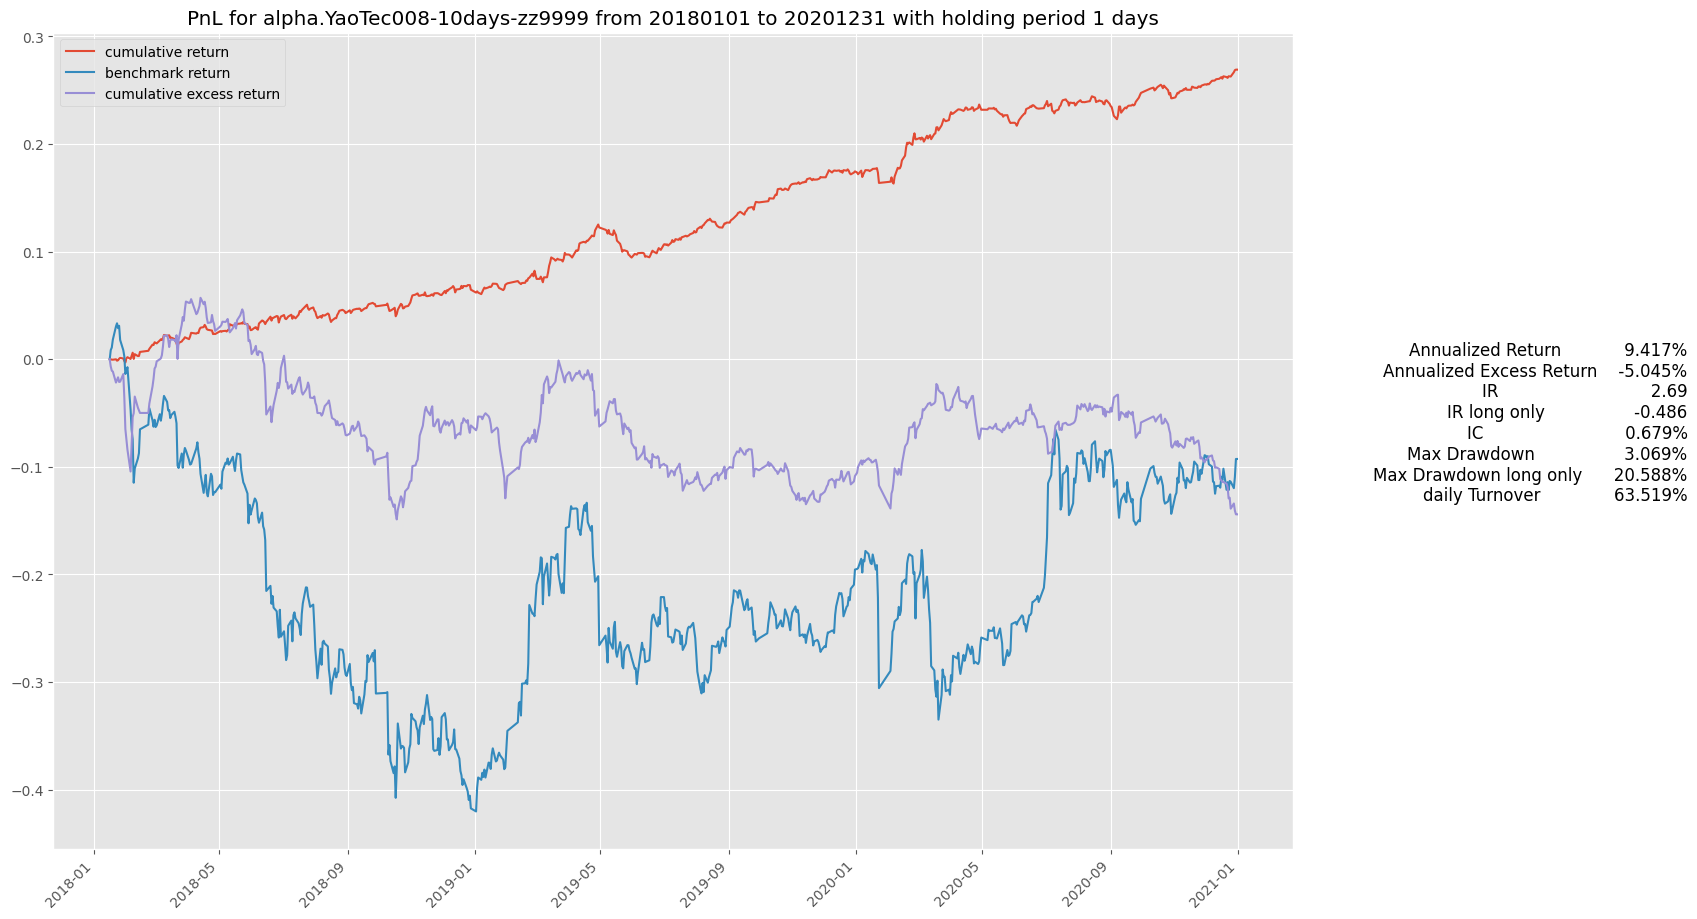 PnL for alpha.YaoTec008-10days-zz9999 from 20180101 to 20201231 with holding period 1 days
cumulative return
benchmark return
cumulative excess return
0.3
0.2
0.1
0.0
−0.1
−0.2
−0.3
−0.4
2018-01
2018-05
2018-09
2019-01
2019-05
2019-09
2020-01
2020-05
2020-09
2021-01
Annualized Return 9.417%
Annualized Excess Return -5.045%
IR 2.69
IR long only -0.486
IC 0.679%
Max Drawdown 3.069%
Max Drawdown long only 20.588%
daily Turnover 63.519%